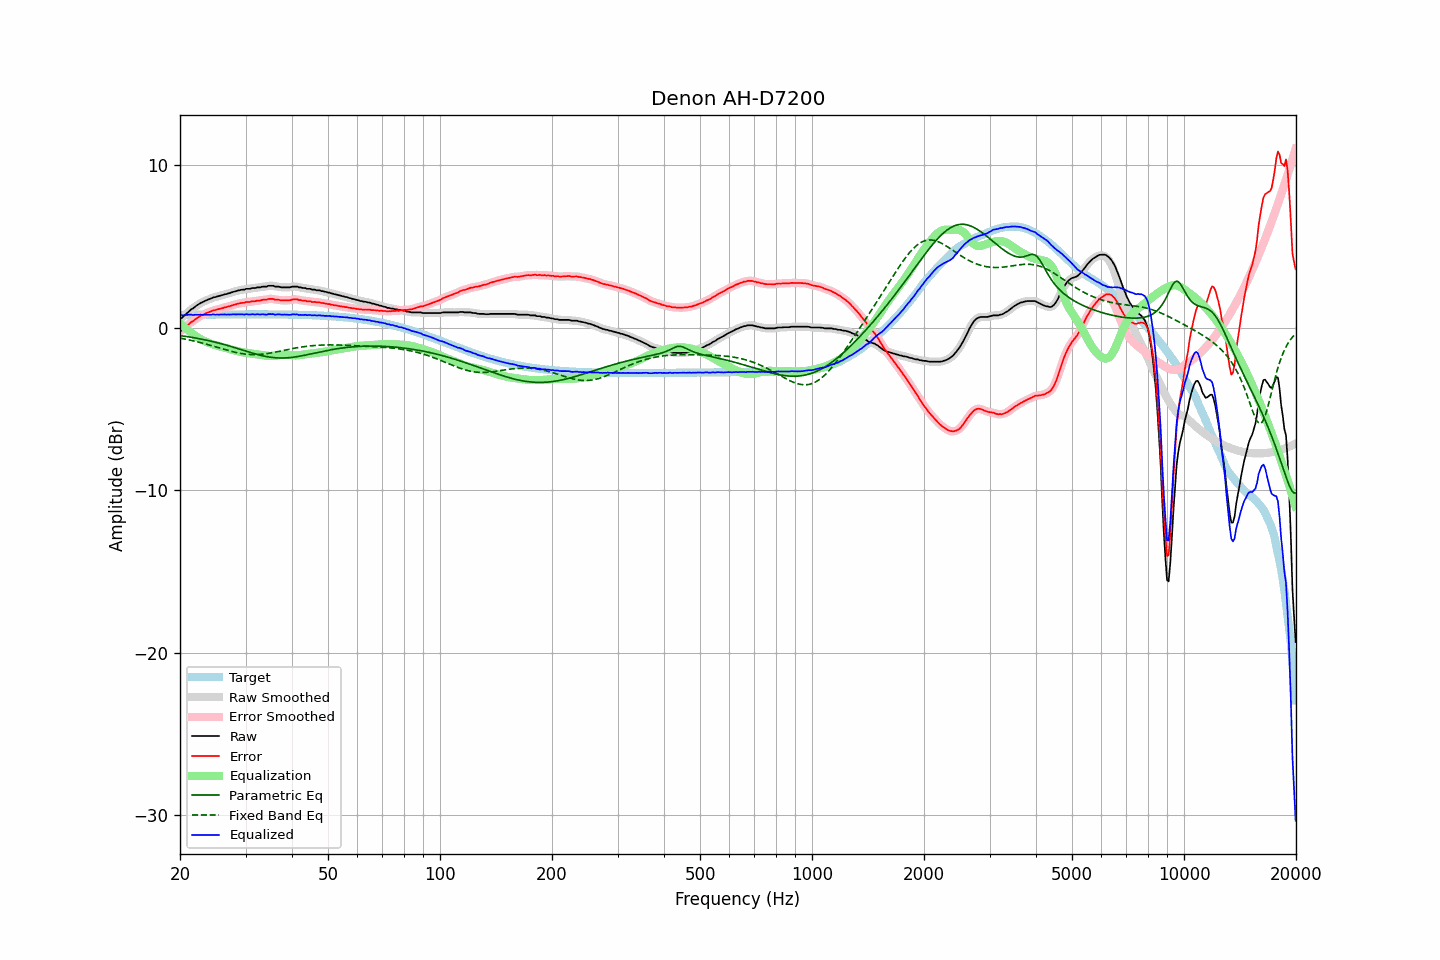 Denon AH-D7200
10
0
−10
−20
−30
Amplitude (dBr)
Target
Raw Smoothed
Error Smoothed
Raw
Error
Equalization
Parametric Eq
Fixed Band Eq
Equalized
20
50
100
200
500
1000
2000
5000
10000
20000
Frequency (Hz)